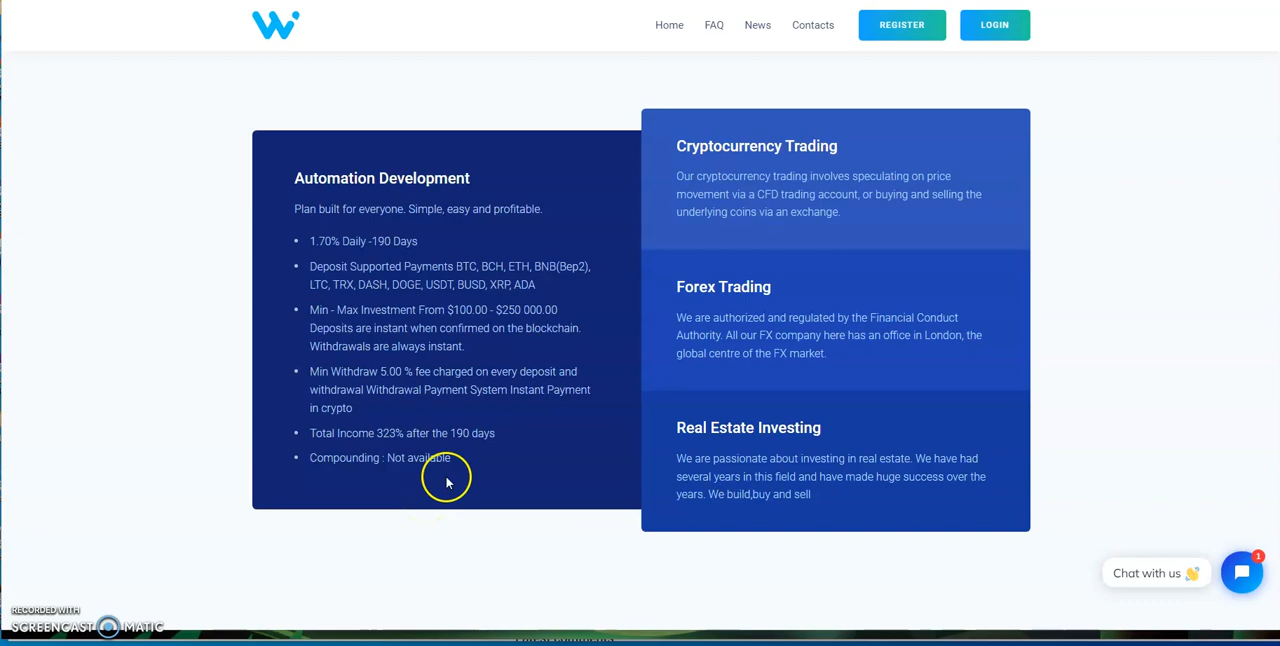 Home FAQ News Contacts REGISTER LOGIN
Automation Development
Plan built for everyone. Simple, easy and profitable.
• 1.70% Daily -190 Days
• Deposit Supported Payments BTC, BCH, ETH, BNB(Bep2),
LTC, TRX, DASH, DOGE, USDT, BUSD, XRP, ADA
• Min - Max Investment From $100.00 - $250 000.00
Deposits are instant when confirmed on the blockchain.
Withdrawals are always instant.
• Min Withdraw 5.00 % fee charged on every deposit and
withdrawal Withdrawal Payment System Instant Payment
in crypto
• Total Income 323% after the 190 days
• Compounding : Not available
Cryptocurrency Trading
Our cryptocurrency trading involves speculating on price
movement via a CFD trading account, or buying and selling the
underlying coins via an exchange.
Forex Trading
We are authorized and regulated by the Financial Conduct
Authority. All our FX company here has an office in London, the
global centre of the FX market.
Real Estate Investing
We are passionate about investing in real estate. We have had
several years in this field and have made huge success over the
years. We build,buy and sell
Chat with us 👋
1
RECORDED WITH
SCREENCAST MATIC